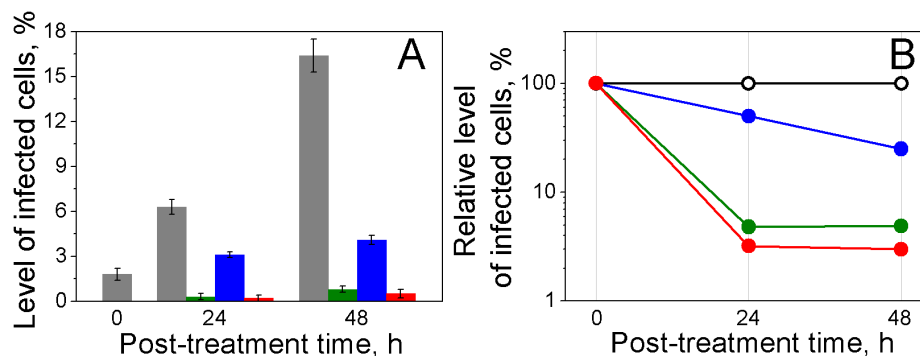 A
Level of infected cells, %
18
15
12
9
6
3
0
0 24 48
Post-treatment time, h
B
Relative level
of infected cells, %
100
10
1
0 24 48
Post-treatment time, h